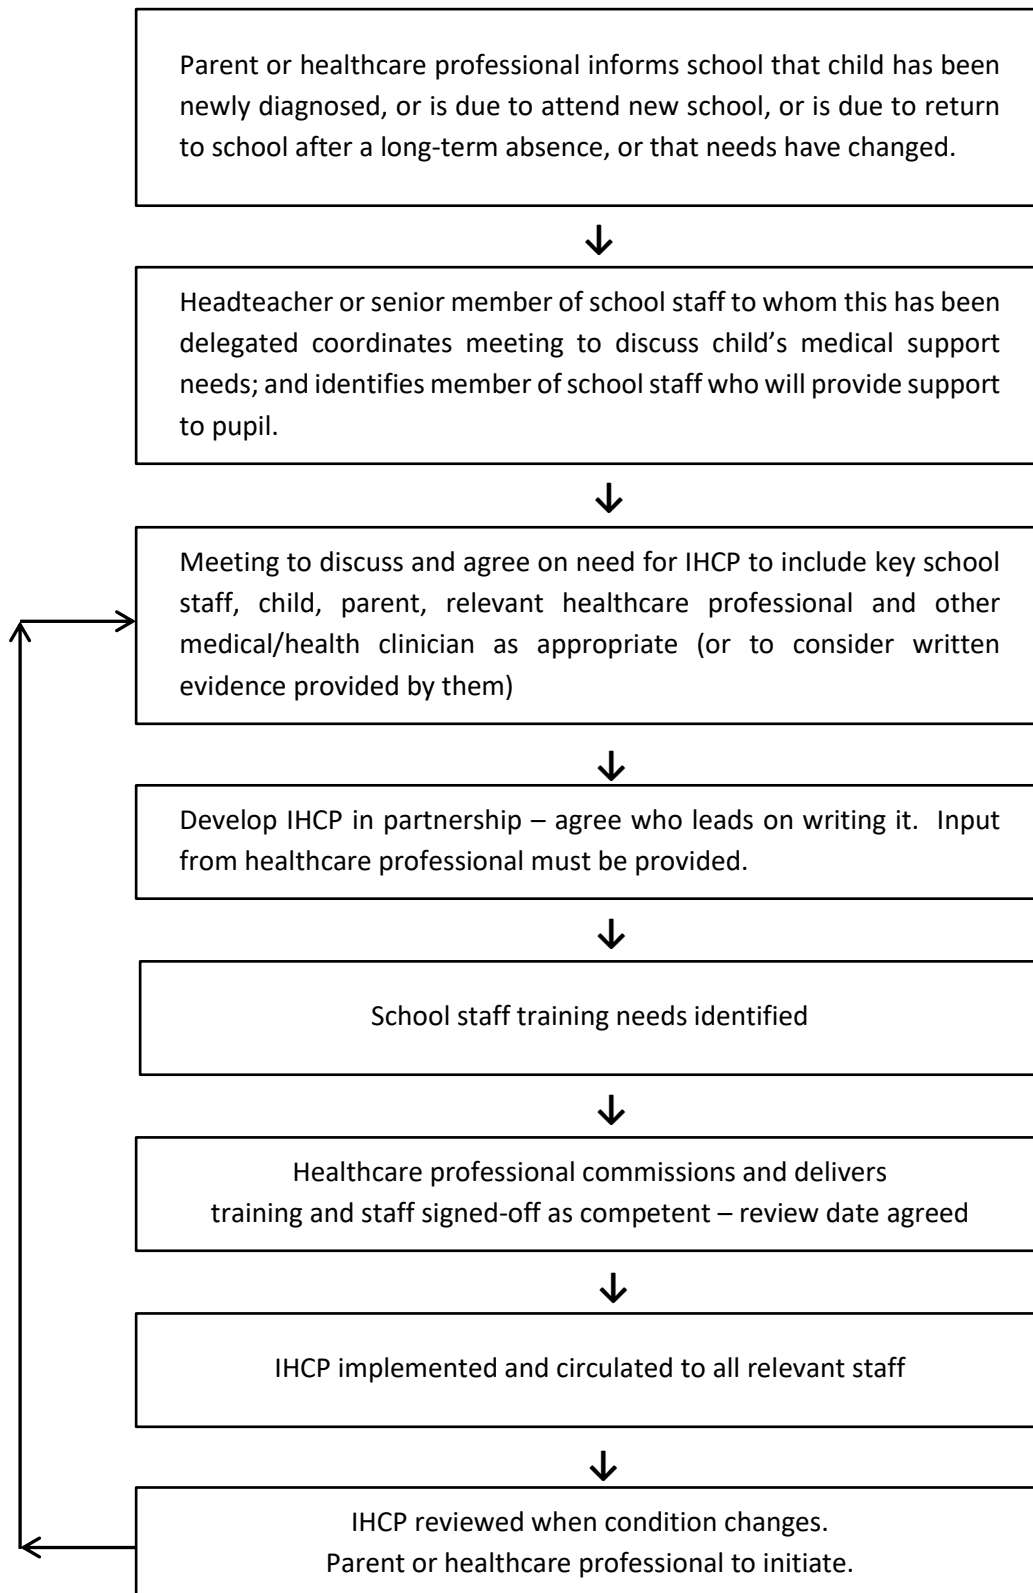 Parent or healthcare professional informs school that child has been
newly diagnosed, or is due to attend new school, or is due to return
to school after a long-term absence, or that needs have changed.
Headteacher or senior member of school staff to whom this has been
delegated coordinates meeting to discuss child’s medical support
needs; and identifies member of school staff who will provide support
to pupil.
Meeting to discuss and agree on need for IHCP to include key school
staff, child, parent, relevant healthcare professional and other
medical/health clinician as appropriate (or to consider written
evidence provided by them)
Develop IHCP in partnership – agree who leads on writing it. Input
from healthcare professional must be provided.
School staff training needs identified
Healthcare professional commissions and delivers
training and staff signed-off as competent – review date agreed
IHCP implemented and circulated to all relevant staff
IHCP reviewed when condition changes.
Parent or healthcare professional to initiate.